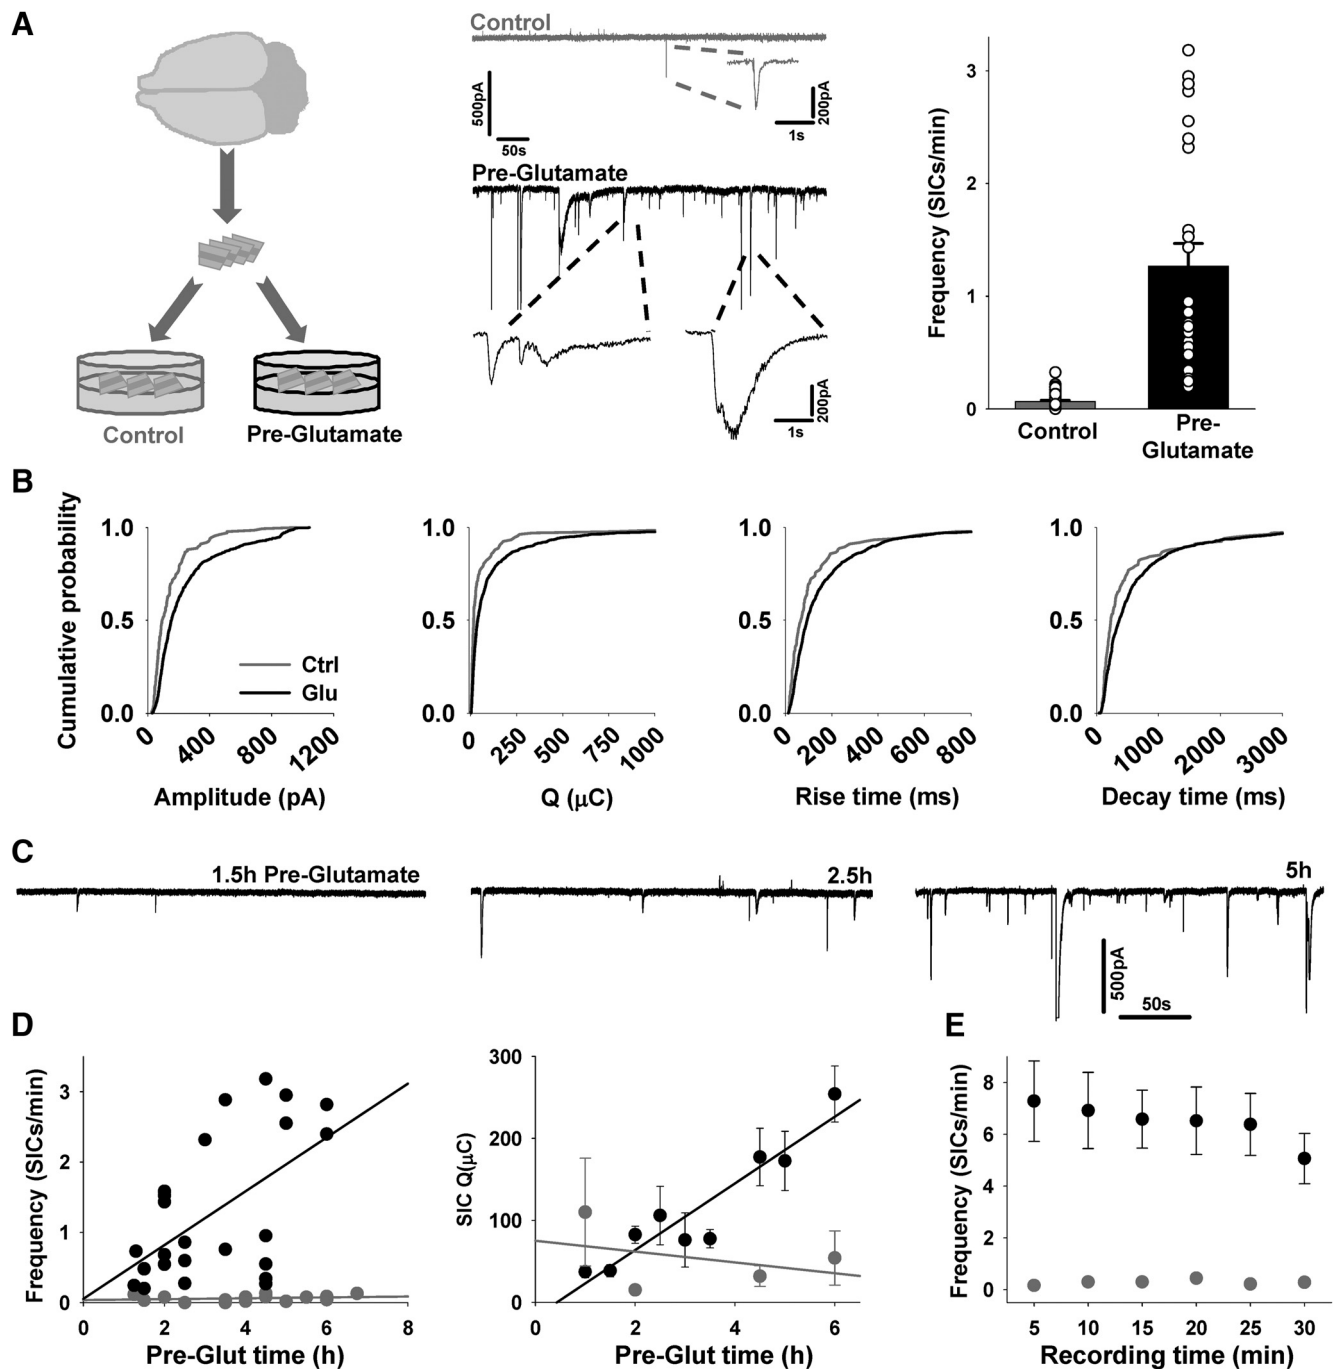 A
Control
500pA
50s
200pA
1s
Pre-Glutamate
200pA
1s
Control
Pre-Glutamate
Frequency (SICs/min)
3
2
1
0
Control
Pre-
Glutamate
B
Cumulative probability
1.0
0.5
0.0
Ctrl
Glu
0 400 800 1200
Amplitude (pA)
1.0
0.5
0.0
0 250 500 750 1000
Q (μC)
1.0
0.5
0.0
0 200 400 600 800
Rise time (ms)
1.0
0.5
0.0
0 1000 2000 3000
Decay time (ms)
C
1.5h Pre-Glutamate
2.5h
5h
500pA
50s
D
Frequency (SICs/min)
3
2
1
0
0 2 4 6 8
Pre-Glut time (h)
SIC Q(μC)
300
200
100
0
0 2 4 6
Pre-Glut time (h)
E
Frequency (SICs/min)
8
6
4
2
0
5 10 15 20 25 30
Recording time (min)